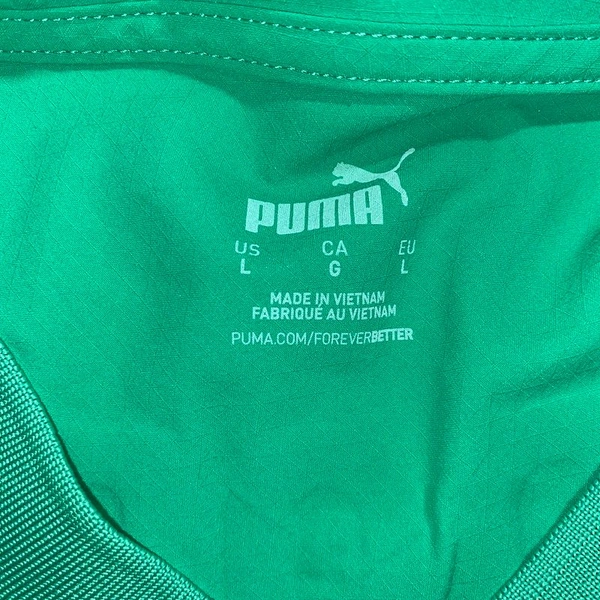 PUMA
US CA EU
L G L
MADE IN VIETNAM
FABRIQUÉ AU VIETNAM
PUMA.COM/FOREVERBETTER